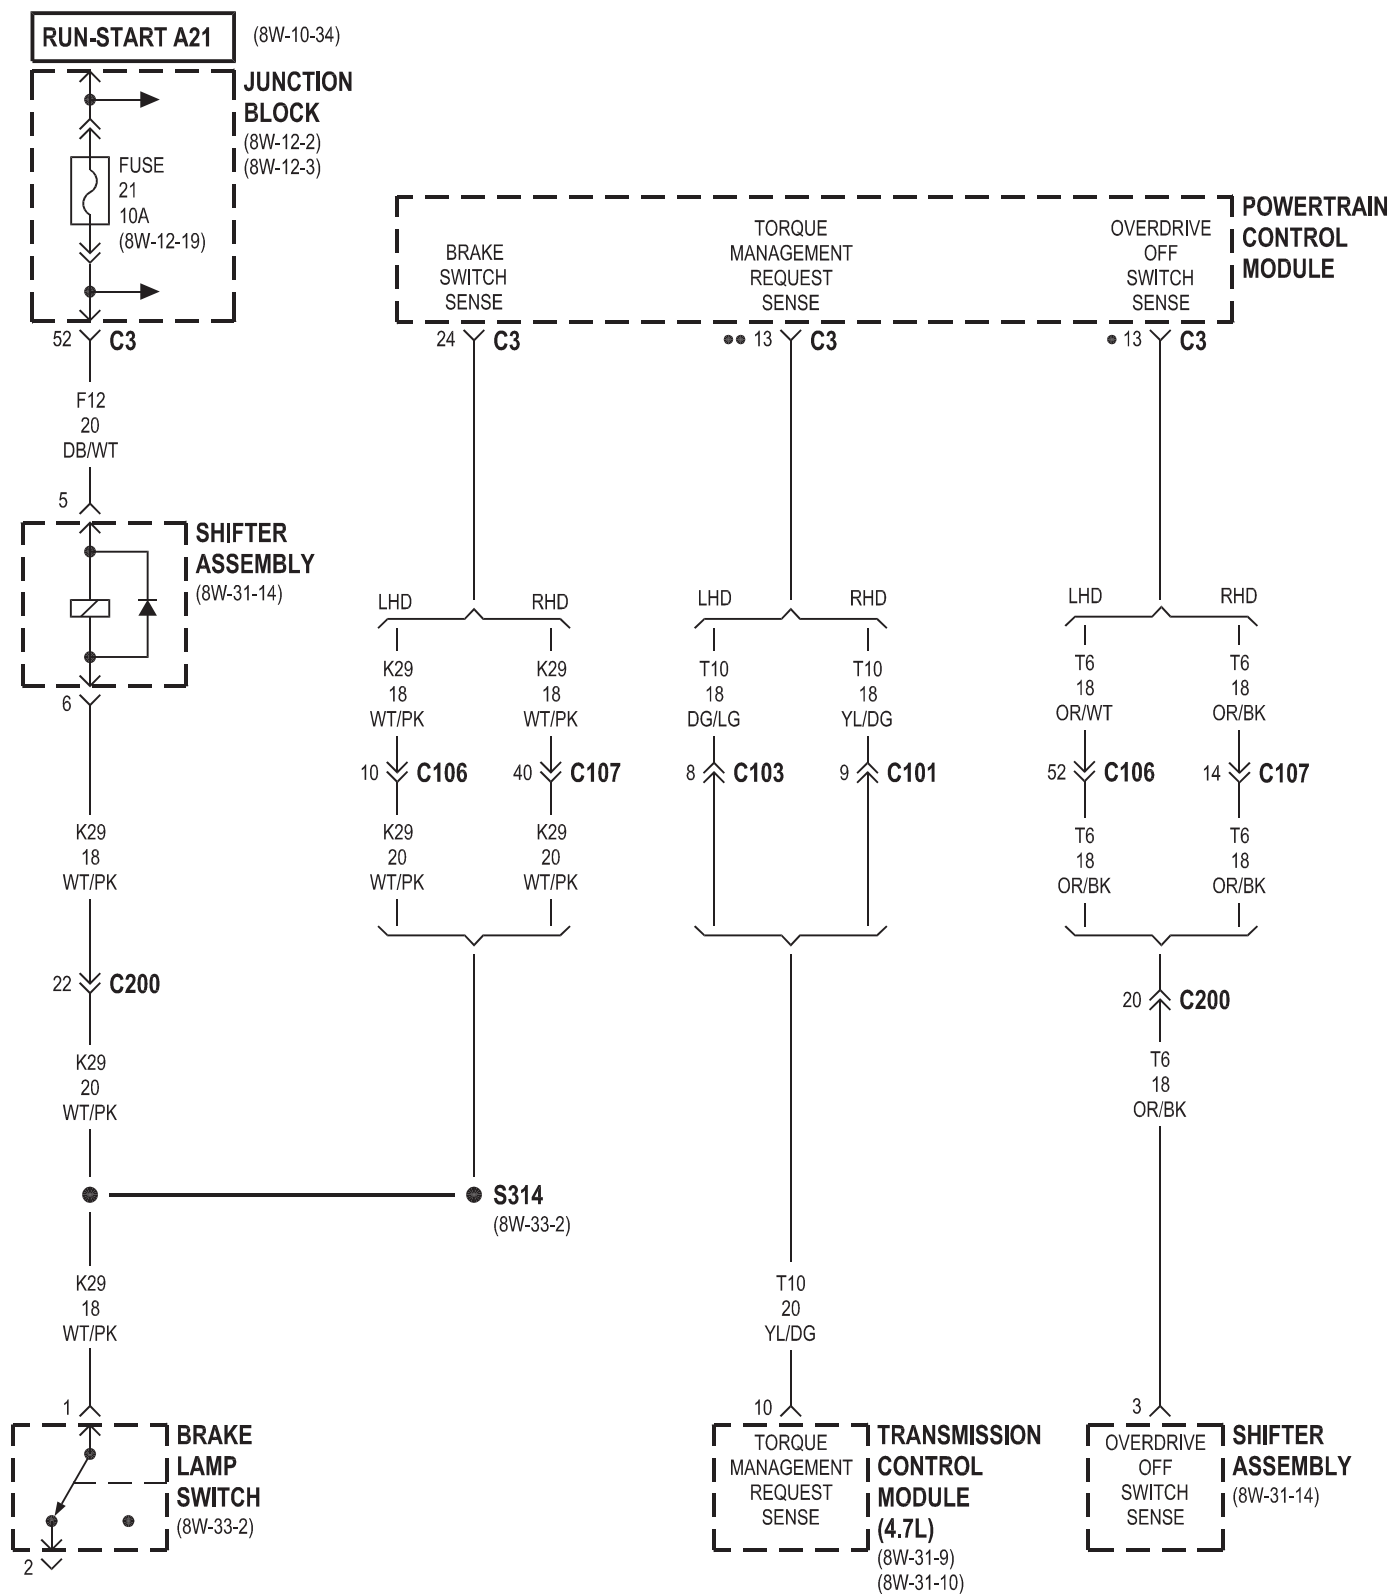 RUN-START A21
(8W-10-34)
JUNCTION
BLOCK
(8W-12-2)
(8W-12-3)
FUSE
21
10A
(8W-12-19)
52
C3
F12
20
DB/WT
5
SHIFTER
ASSEMBLY
(8W-31-14)
6
K29
18
WT/PK
22
C200
K29
20
WT/PK
K29
18
WT/PK
1
BRAKE
LAMP
SWITCH
(8W-33-2)
2
POWERTRAIN
CONTROL
MODULE
BRAKE
SWITCH
SENSE
24
C3
LHD
RHD
K29
18
WT/PK
K29
18
WT/PK
10
C106
40
C107
K29
20
WT/PK
K29
20
WT/PK
S314
(8W-33-2)
TORQUE
MANAGEMENT
REQUEST
SENSE
●● 13
C3
LHD
RHD
T10
18
DG/LG
T10
18
YL/DG
8
C103
9
C101
T10
20
YL/DG
10
TORQUE
MANAGEMENT
REQUEST
SENSE
TRANSMISSION
CONTROL
MODULE
(4.7L)
(8W-31-9)
(8W-31-10)
OVERDRIVE
OFF
SWITCH
SENSE
● 13
C3
LHD
RHD
T6
18
OR/WT
T6
18
OR/BK
52
C106
14
C107
T6
18
OR/BK
T6
18
OR/BK
20
C200
T6
18
OR/BK
3
OVERDRIVE
OFF
SWITCH
SENSE
SHIFTER
ASSEMBLY
(8W-31-14)